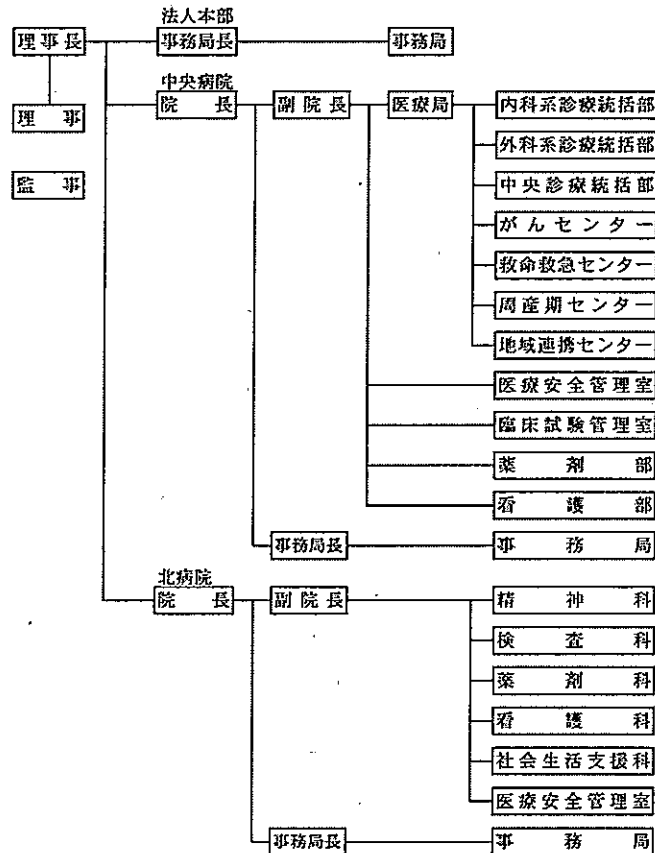 法人本部
理事長 事務局長 事務局
中央病院
院長 副院長 医療局 内科系診療統括部
理事
外科系診療統括部
監事 中央診療統括部
がんセンター
救命救急センター
周産期センター
地域連携センター
医療安全管理室
臨床試験管理室
薬剤部
看護部
事務局長 事務局
北病院
院長 副院長 精神科
検査科
薬剤科
看護科
社会生活支援科
医療安全管理室
事務局長 事務局